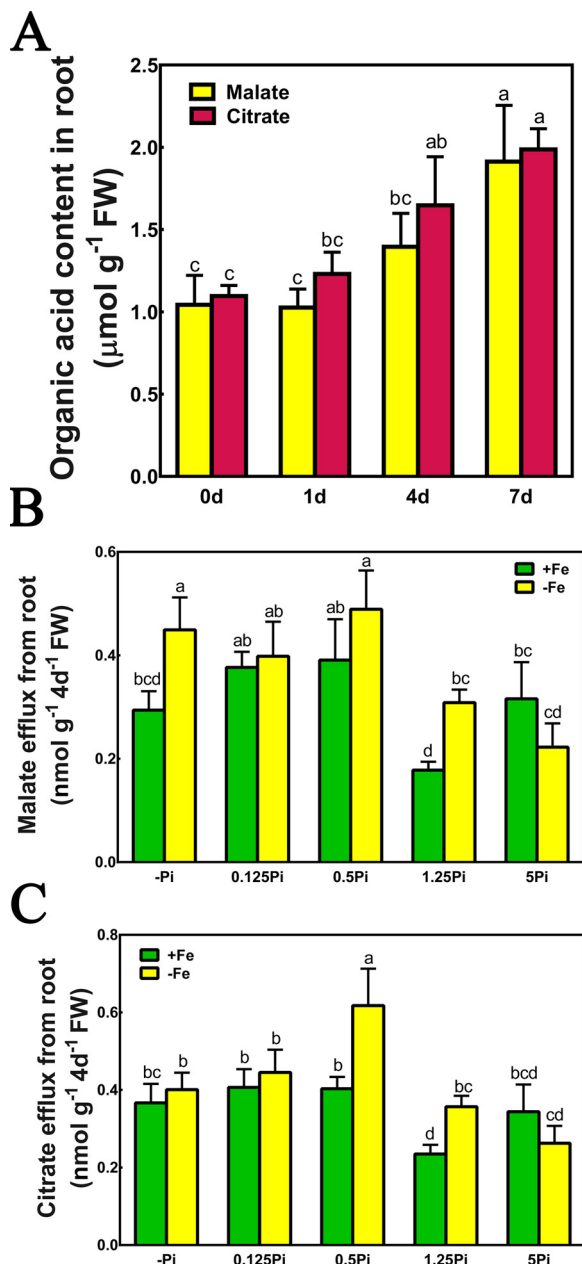 A
Organic acid content in root
(μmol g-1 FW)
2.5
2.0
1.5
1.0
0.5
0.0
Malate
Citrate
c c c bc bc ab a a
0d 1d 4d 7d
B
Malate efflux from root
(nmol g-1 4d-1 FW)
0.6
0.4
0.2
0.0
+Fe
-Fe
bcd a ab ab ab a d bc bc cd
-Pi 0.125Pi 0.5Pi 1.25Pi 5Pi
C
Citrate efflux from root
(nmol g-1 4d-1 FW)
0.8
0.6
0.4
0.2
0.0
+Fe
-Fe
bc b b b b a d bc bcd cd
-Pi 0.125Pi 0.5Pi 1.25Pi 5Pi